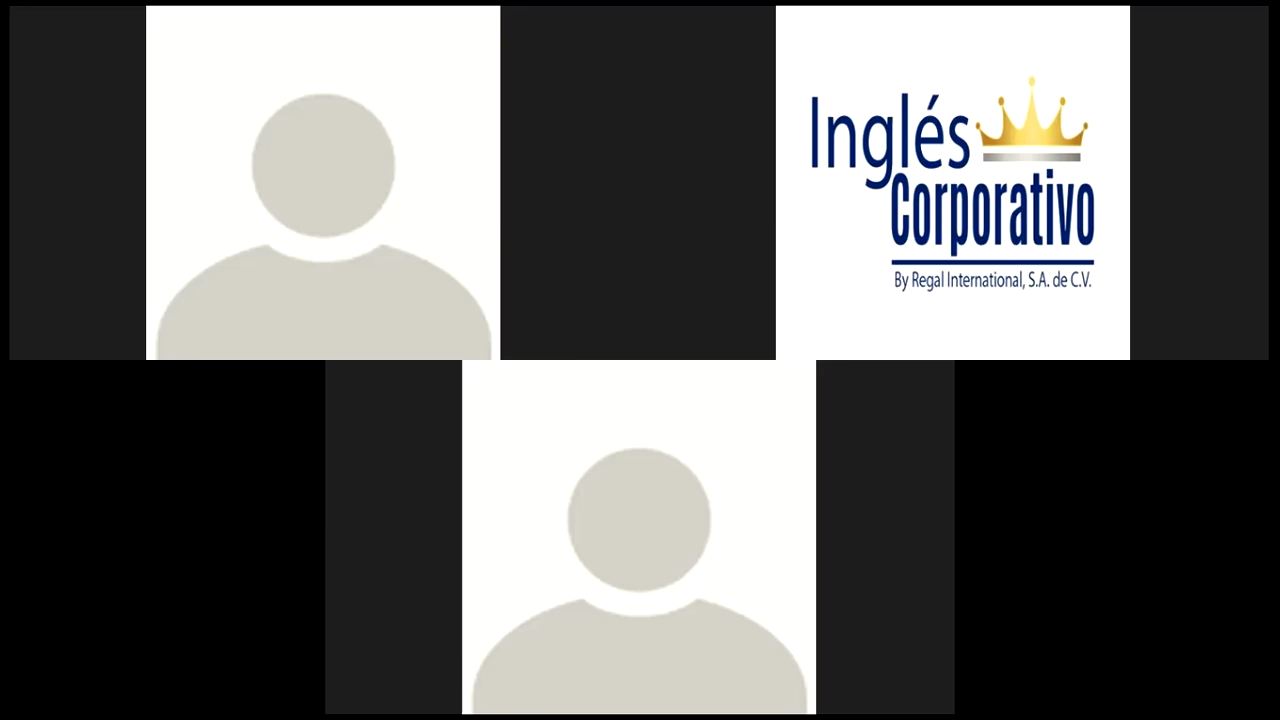 Inglés
Corporativo
By Regal International, S.A. de C.V.